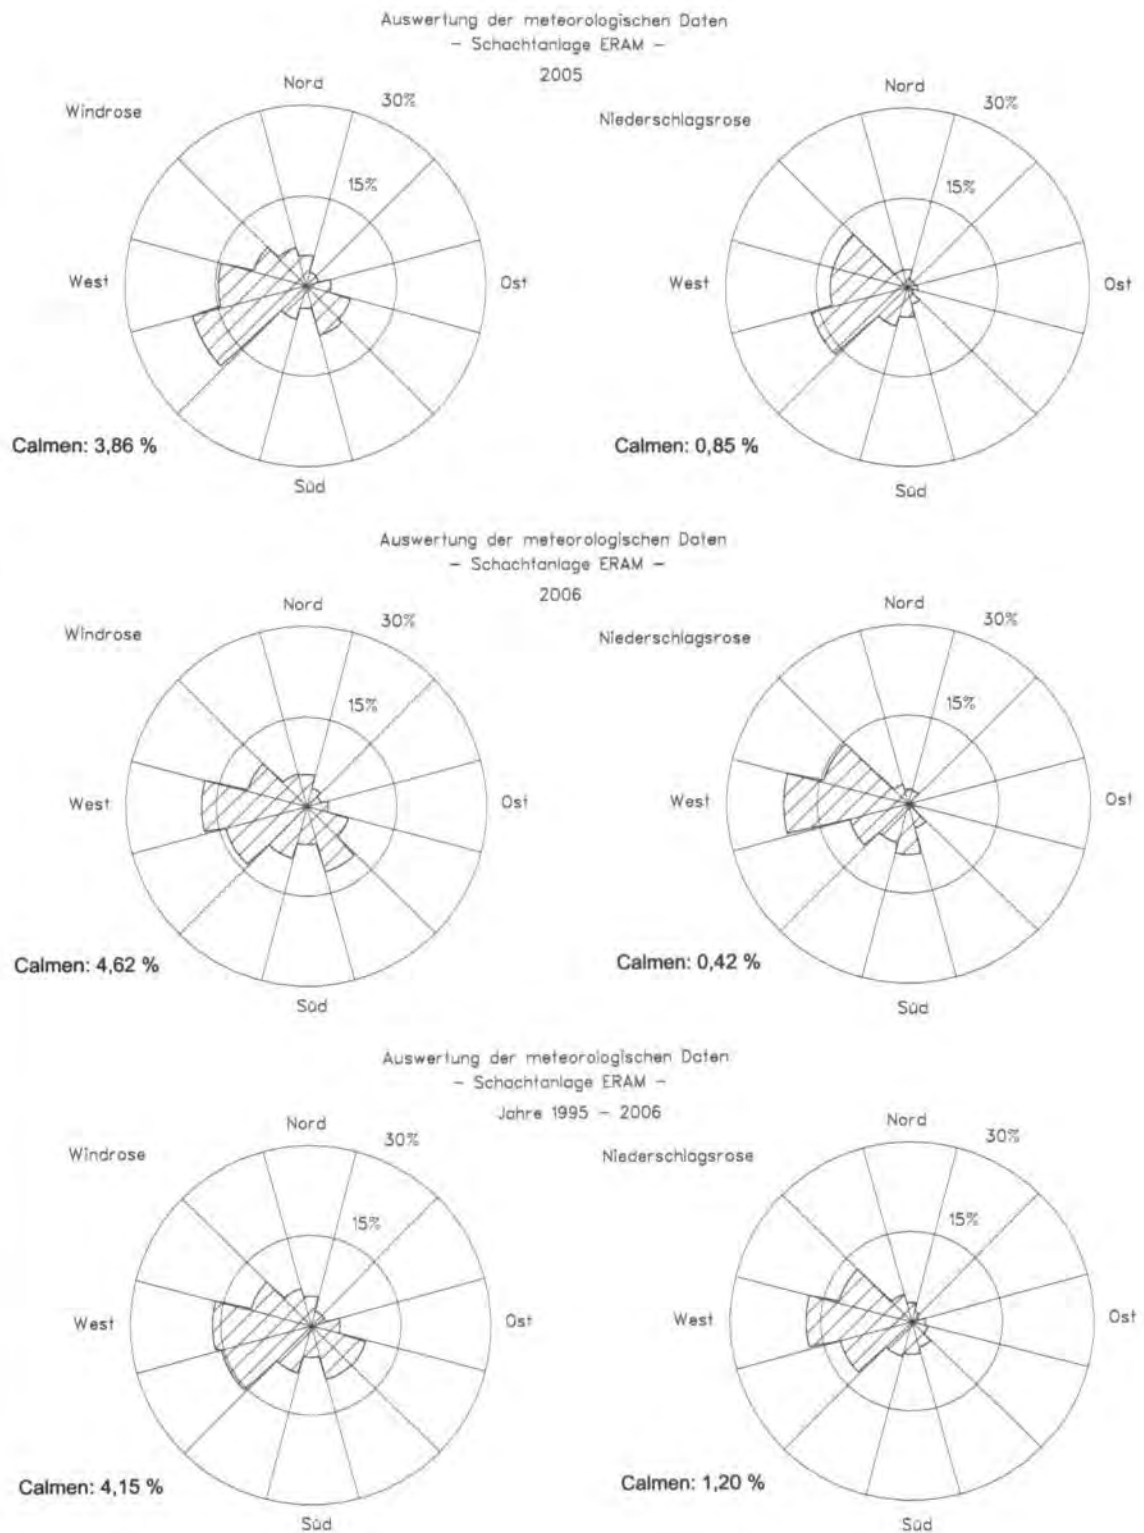 Auswertung der meteorologischen Daten
– Schachtanlage ERAM –
2005
Windrose
Nord
30%
15%
West
Ost
Süd
Calmen: 3,86 %
Niederschlagsrose
Nord
30%
15%
West
Ost
Süd
Calmen: 0,85 %
Auswertung der meteorologischen Daten
– Schachtanlage ERAM –
2006
Windrose
Nord
30%
15%
West
Ost
Süd
Calmen: 4,62 %
Niederschlagsrose
Nord
30%
15%
West
Ost
Süd
Calmen: 0,42 %
Auswertung der meteorologischen Daten
– Schachtanlage ERAM –
Jahre 1995 – 2006
Windrose
Nord
30%
15%
West
Ost
Süd
Calmen: 4,15 %
Niederschlagsrose
Nord
30%
15%
West
Ost
Süd
Calmen: 1,20 %